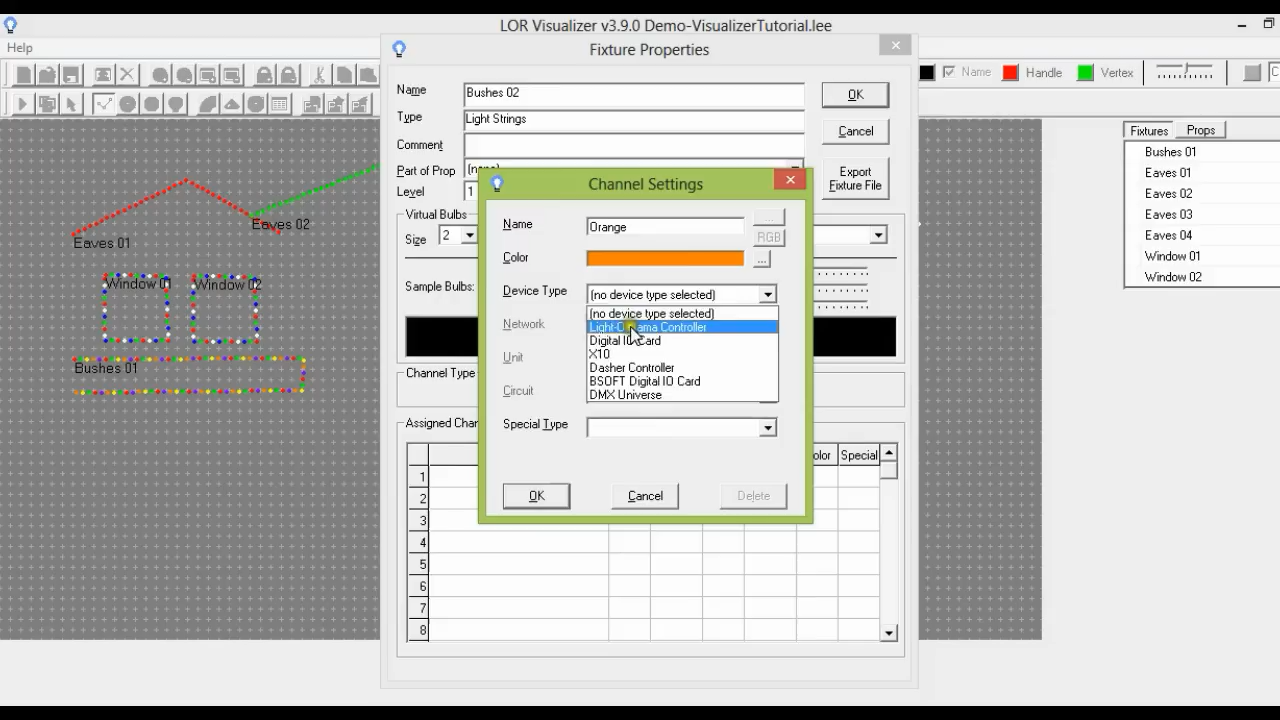 LOR Visualizer v3.9.0 Demo-VisualizerTutorial.lee
Help
Fixture Properties
Name
Handle
Vertex
C
Name Bushes 02
OK
Type Light Strings
Comment
Cancel
Part of Prop (none)
Level 1
Export
Fixture File
Virtual Bulbs
Size 2
Sample Bulbs:
Channel Type
Assigned Chan
olor Special
1
2
3
4
5
6
7
8
Channel Settings
Name Orange
...
RGB
Color
...
Device Type (no device type selected)
(no device type selected)
Light-O-Rama Controller
Digital IO Card
X10
Dasher Controller
BSOFT Digital IO Card
DMX Universe
Network
Unit
Circuit
Special Type
OK Cancel Delete
Eaves 01
Eaves 02
Window 01
Window 02
Bushes 01
Fixtures Props
Bushes 01
Eaves 01
Eaves 02
Eaves 03
Eaves 04
Window 01
Window 02